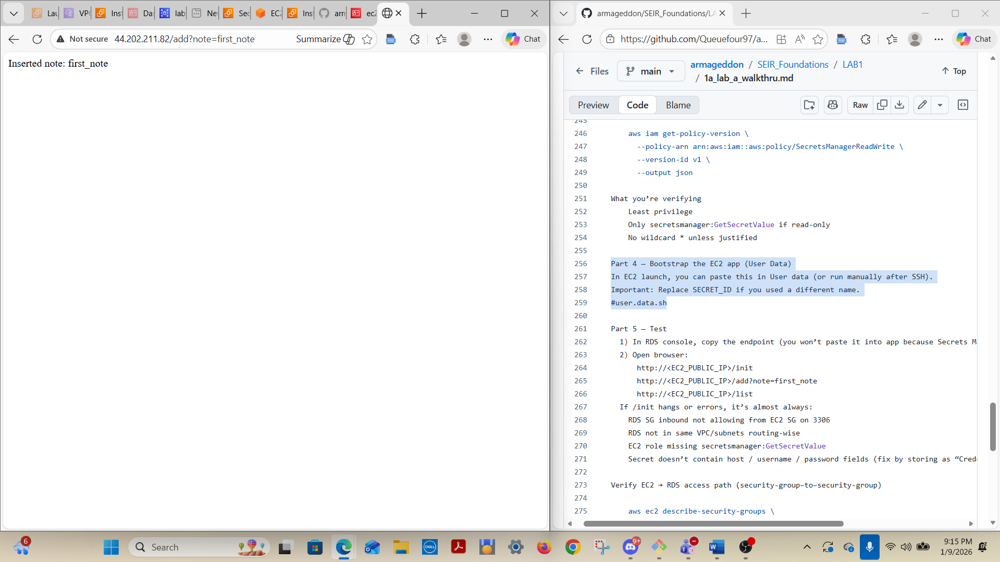 Lau
VPC
Inst
Das
lab
Ne
Sec
EC2
Inst
arn
ec2
Not secure
44.202.211.82/add?note=first_note
Summarize
Chat
Inserted note: first_note
armageddon/SEIR_Foundations/LA
https://github.com/Queuefour97/a...
Chat
Files
main
armageddon / SEIR_Foundations / LAB1
/ 1a_lab_a_walkthru.md
Top
Preview
Code
Blame
Raw
245
246 aws iam get-policy-version \
247 --policy-arn arn:aws:iam::aws:policy/SecretsManagerReadWrite \
248 --version-id v1 \
249 --output json
250
251 What you’re verifying
252 Least privilege
253 Only secretsmanager:GetSecretValue if read-only
254 No wildcard * unless justified
255
256 Part 4 — Bootstrap the EC2 app (User Data)
257 In EC2 launch, you can paste this in User data (or run manually after SSH).
258 Important: Replace SECRET_ID if you used a different name.
259 #user.data.sh
260
261 Part 5 — Test
262 1) In RDS console, copy the endpoint (you won’t paste it into app because Secrets M
263 2) Open browser:
264 http://<EC2_PUBLIC_IP>/init
265 http://<EC2_PUBLIC_IP>/add?note=first_note
266 http://<EC2_PUBLIC_IP>/list
267 If /init hangs or errors, it’s almost always:
268 RDS SG inbound not allowing from EC2 SG on 3306
269 RDS not in same VPC/subnets routing-wise
270 EC2 role missing secretsmanager:GetSecretValue
271 Secret doesn’t contain host / username / password fields (fix by storing as “Cred
272
273 Verify EC2 → RDS access path (security-group–to–security-group)
274
275 aws ec2 describe-security-groups \
6
Search
DELL
9+
9:15 PM
1/9/2026